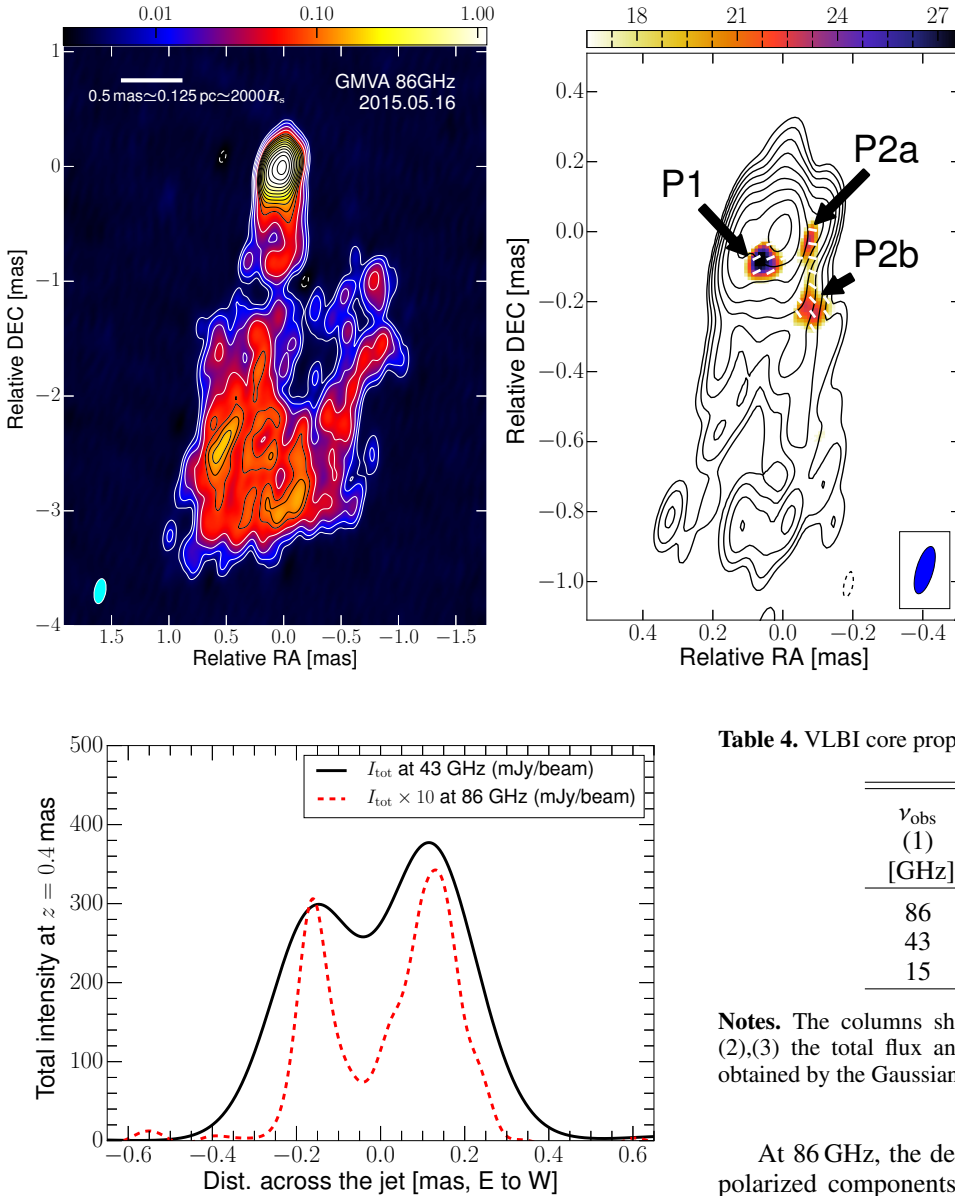 0.01 0.10 1.00
GMVA 86GHz
2015.05.16
0.5 mas≃0.125 pc≃2000Rs
1
0
−1
−2
−3
−4
Relative DEC [mas]
1.5 1.0 0.5 0.0 −0.5 −1.0 −1.5
Relative RA [mas]
18 21 24 27
P1
P2a
P2b
0.4
0.2
0.0
−0.2
−0.4
−0.6
−0.8
−1.0
Relative DEC [mas]
0.4 0.2 0.0 −0.2 −0.4
Relative RA [mas]
500
400
300
200
100
0
Total intensity at z = 0.4 mas
Itot at 43 GHz (mJy/beam)
Itot × 10 at 86 GHz (mJy/beam)
−0.6 −0.4 −0.2 0.0 0.2 0.4 0.6
Dist. across the jet [mas, E to W]
Table 4. VLBI core prop
νobs
(1)
[GHz]
86
43
15
Notes. The columns sh
(2),(3) the total flux an
obtained by the Gaussian
At 86 GHz, the de
polarized components